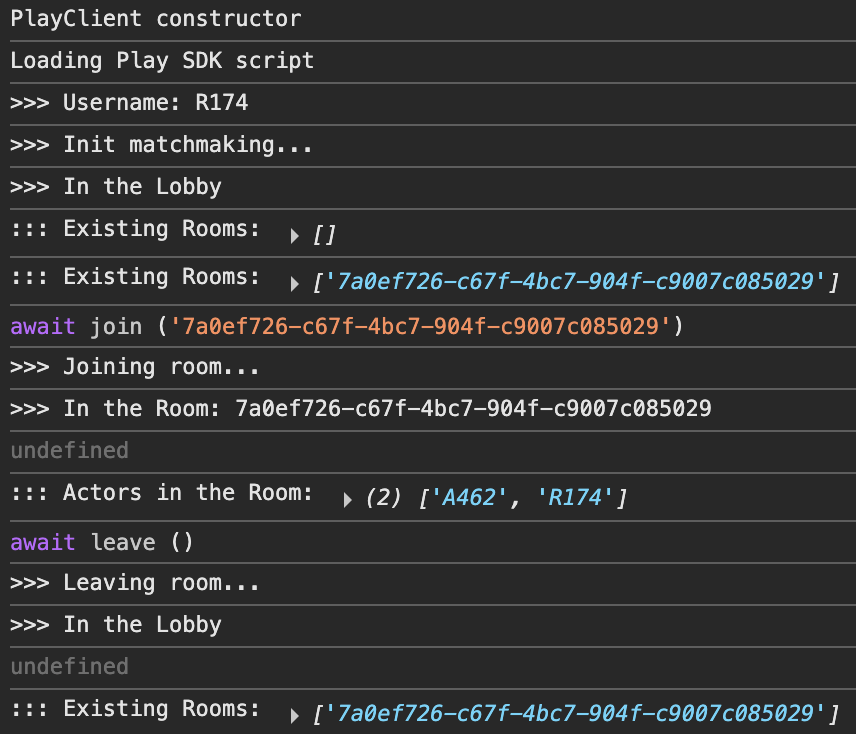 PlayClient constructor
Loading Play SDK script
>>> Username: R174
>>> Init matchmaking...
>>> In the Lobby
::: Existing Rooms: ▶ []
::: Existing Rooms: ▶ ['7a0ef726-c67f-4bc7-904f-c9007c085029']
await join ('7a0ef726-c67f-4bc7-904f-c9007c085029')
>>> Joining room...
>>> In the Room: 7a0ef726-c67f-4bc7-904f-c9007c085029
undefined
::: Actors in the Room: ▶ (2) ['A462', 'R174']
await leave ()
>>> Leaving room...
>>> In the Lobby
undefined
::: Existing Rooms: ▶ ['7a0ef726-c67f-4bc7-904f-c9007c085029']